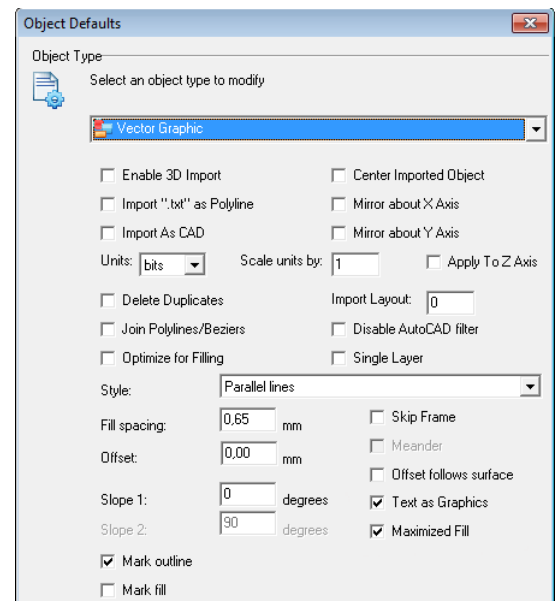 Object Defaults
Object Type
Select an object type to modify
Vector Graphic
Enable 3D Import Center Imported Object
Import ".txt" as Polyline Mirror about X Axis
Import As CAD Mirror about Y Axis
Units: bits Scale units by: 1 Apply To Z Axis
Delete Duplicates Import Layout: 0
Join Polylines/Beziers Disable AutoCAD filter
Optimize for Filling Single Layer
Style: Parallel lines
Fill spacing: 0,65 mm Skip Frame
Meander
Offset: 0,00 mm
Offset follows surface
Slope 1: 0 degrees Text as Graphics
Slope 2: 90 degrees Maximized Fill
Mark outline
Mark fill